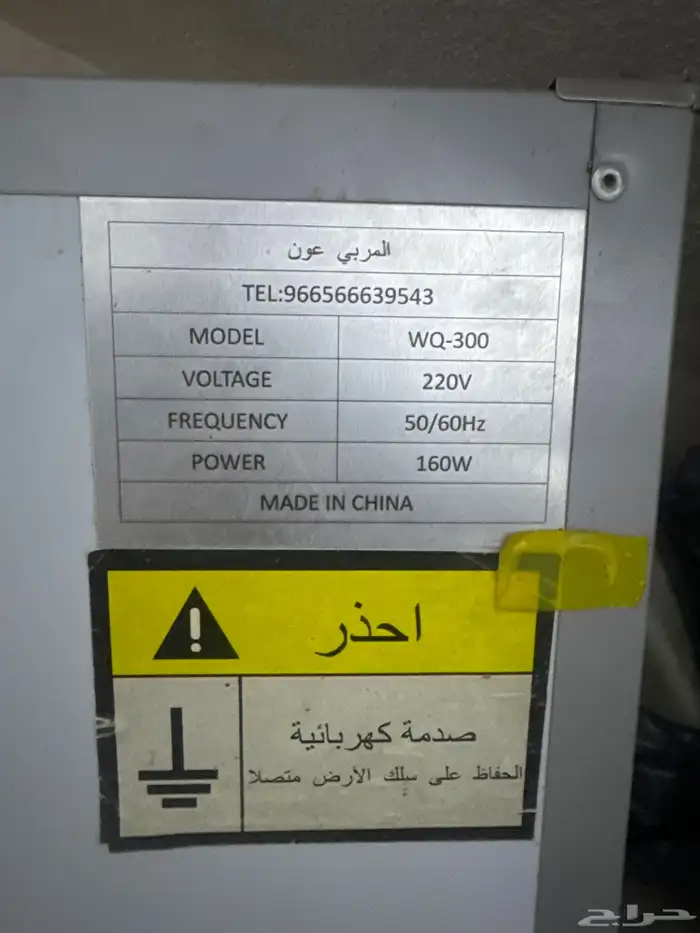 المربي عون
TEL:966566639543
MODEL WQ-300
VOLTAGE 220V
FREQUENCY 50/60Hz
POWER 160W
MADE IN CHINA
احذر
صدمة كهربائية
الحفاظ على سلك الأرض متصلا
حراج